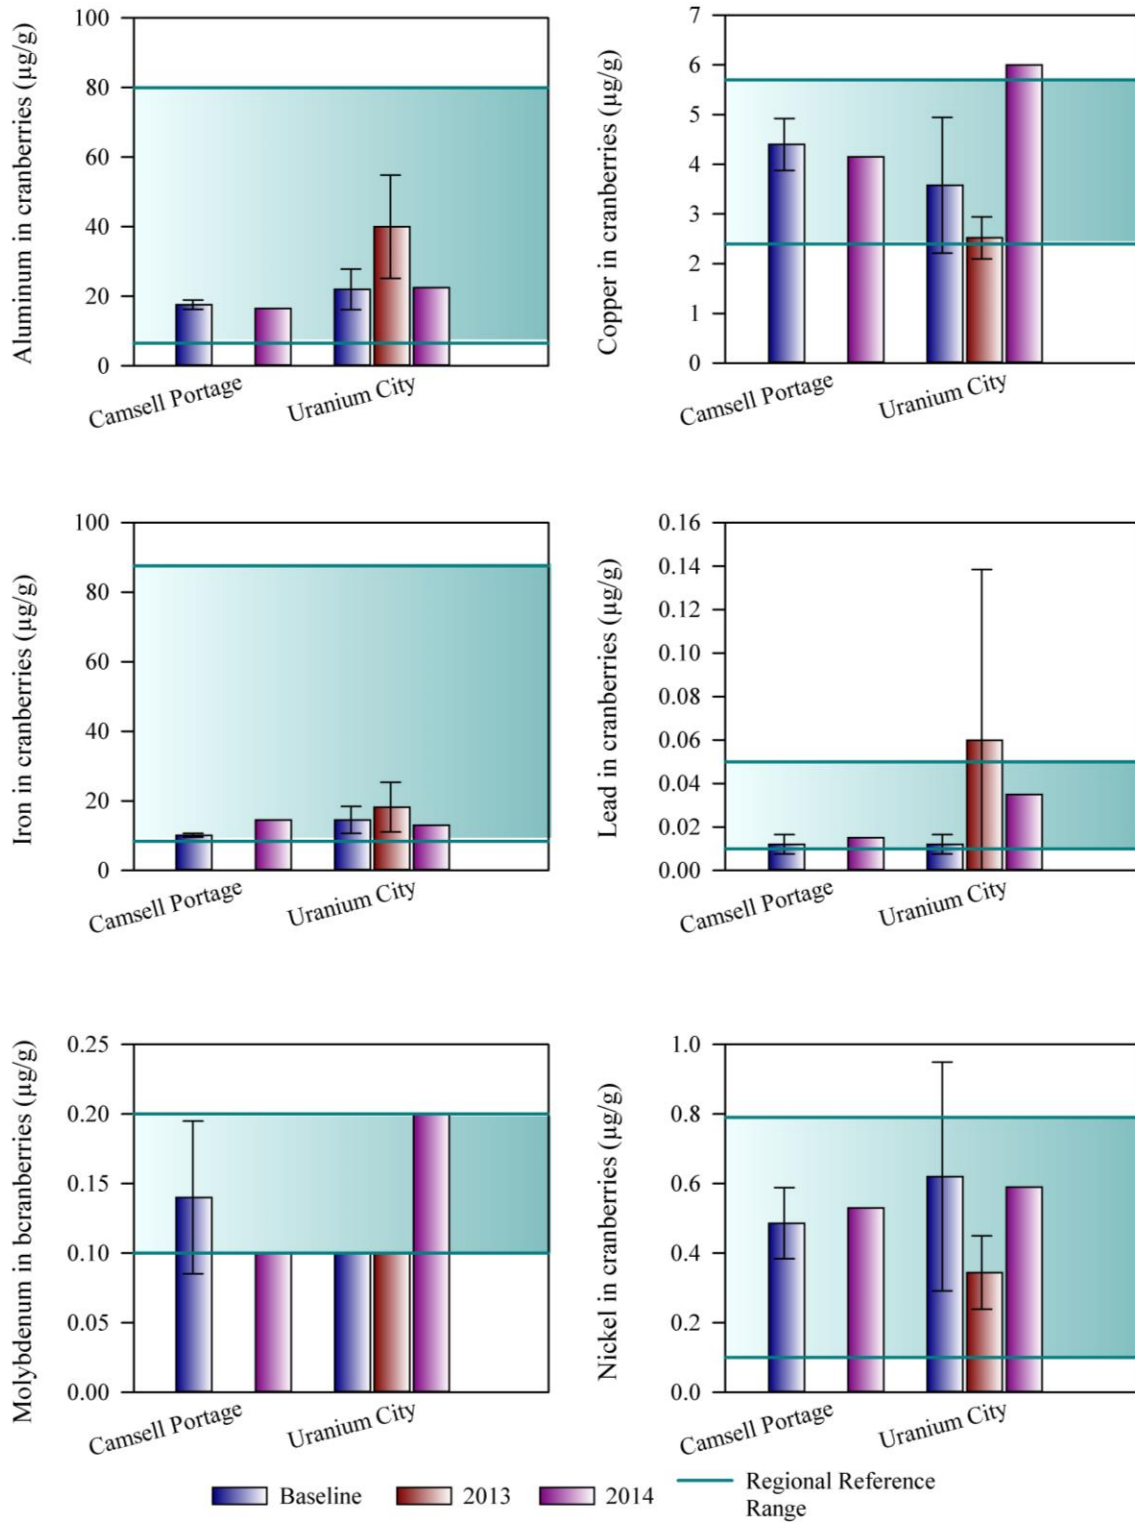 Aluminum in cranberries (µg/g)
100
80
60
40
20
0
Camsell Portage
Uranium City
Copper in cranberries (µg/g)
7
6
5
4
3
2
1
0
Camsell Portage
Uranium City
Iron in cranberries (µg/g)
100
80
60
40
20
0
Camsell Portage
Uranium City
Lead in cranberries (µg/g)
0.16
0.14
0.12
0.10
0.08
0.06
0.04
0.02
0.00
Camsell Portage
Uranium City
Molybdenum in bcranberries (µg/g)
0.25
0.20
0.15
0.10
0.05
0.00
Camsell Portage
Uranium City
Nickel in cranberries (µg/g)
1.0
0.8
0.6
0.4
0.2
0.0
Camsell Portage
Uranium City
Baseline
2013
2014
Regional Reference
Range